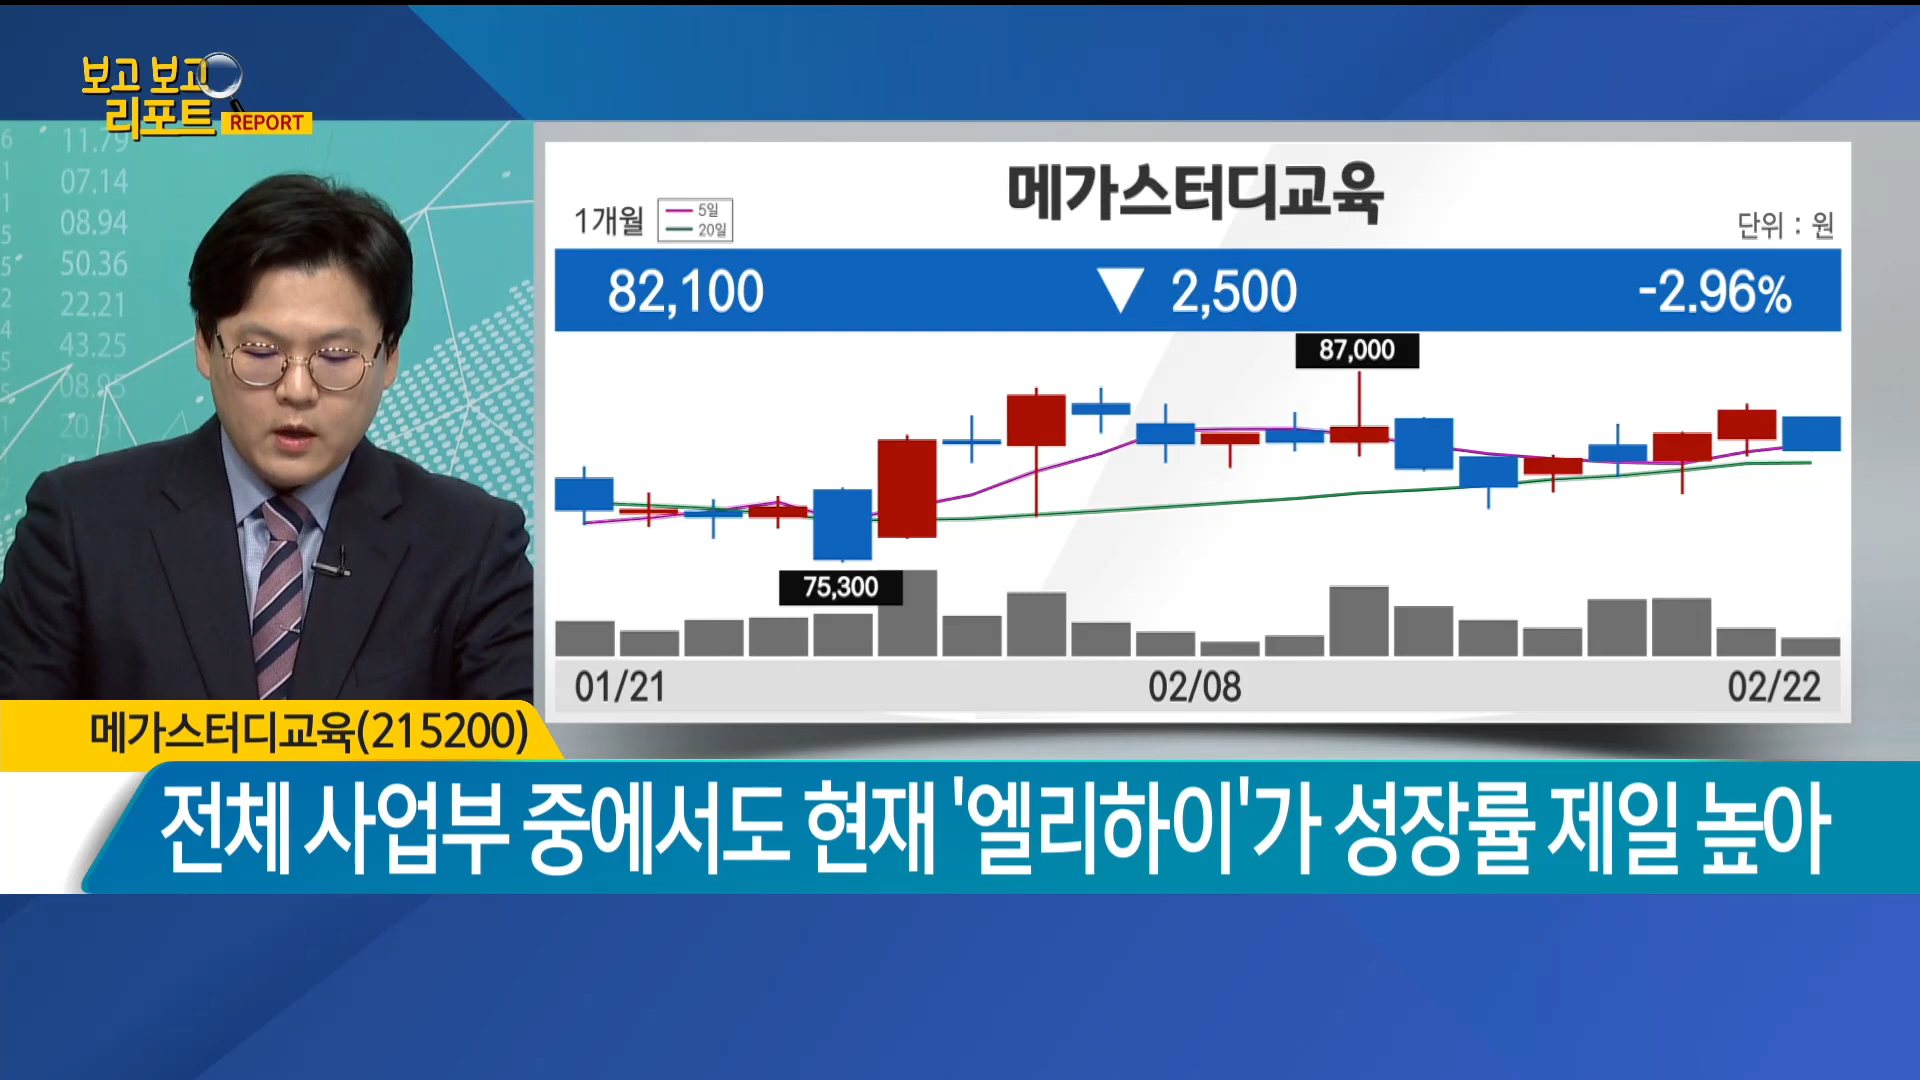 보고 보고
리포트 REPORT
11.79
07.14
08.94
50.36
22.21
43.25
08.95
20.51
메가스터디교육
1개월
5일
20일
단위 : 원
82,100 ▼ 2,500 -2.96%
87,000
75,300
01/21 02/08 02/22
메가스터디교육(215200)
전체 사업부 중에서도 현재 '엘리하이'가 성장률 제일 높아